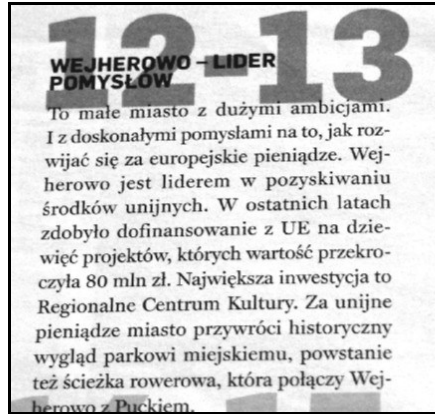 12-13
WEJHEROWO – LIDER
POMYSŁÓW
To małe miasto z dużymi ambicjami.
I z doskonałymi pomysłami na to, jak roz-
wijać się za europejskie pieniądze. Wej-
herowo jest liderem w pozyskiwaniu
środków unijnych. W ostatnich latach
zdobyło dofinansowanie z UE na dzie-
więć projektów, których wartość przekro-
czyła 80 mln zł. Największa inwestycja to
Regionalne Centrum Kultury. Za unijne
pieniądze miasto przywróci historyczny
wygląd parkowi miejskiemu, powstanie
też ścieżka rowerowa, która połączy Wej-
herowo z Puckiem.